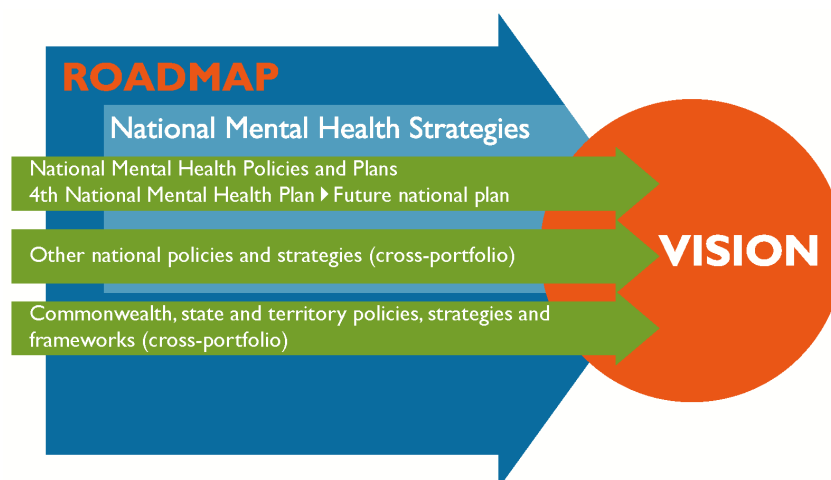 ROADMAP
National Mental Health Strategies
National Mental Health Policies and Plans
4th National Mental Health Plan ▸ Future national plan
Other national policies and strategies (cross-portfolio)
VISION
Commonwealth, state and territory policies, strategies and
frameworks (cross-portfolio)